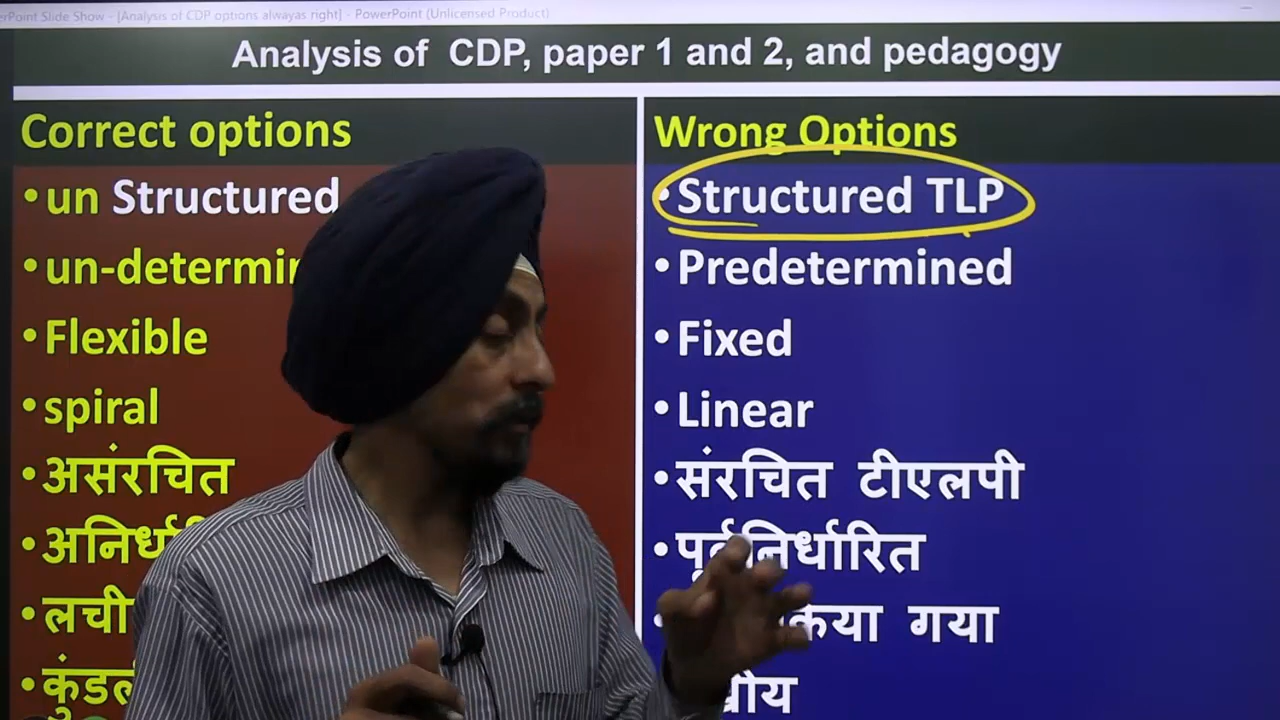 PowerPoint Slide Show - [Analysis of CDP options alwayas right] - PowerPoint (Unlicensed Product)
Analysis of CDP, paper 1 and 2, and pedagogy
Correct options
• un Structured
•
• Flexible
• spiral
• असंरचित
Wrong Options
• Structured TLP
• Predetermined
• Fixed
• Linear
• संरचित टीएलपी
•
गया